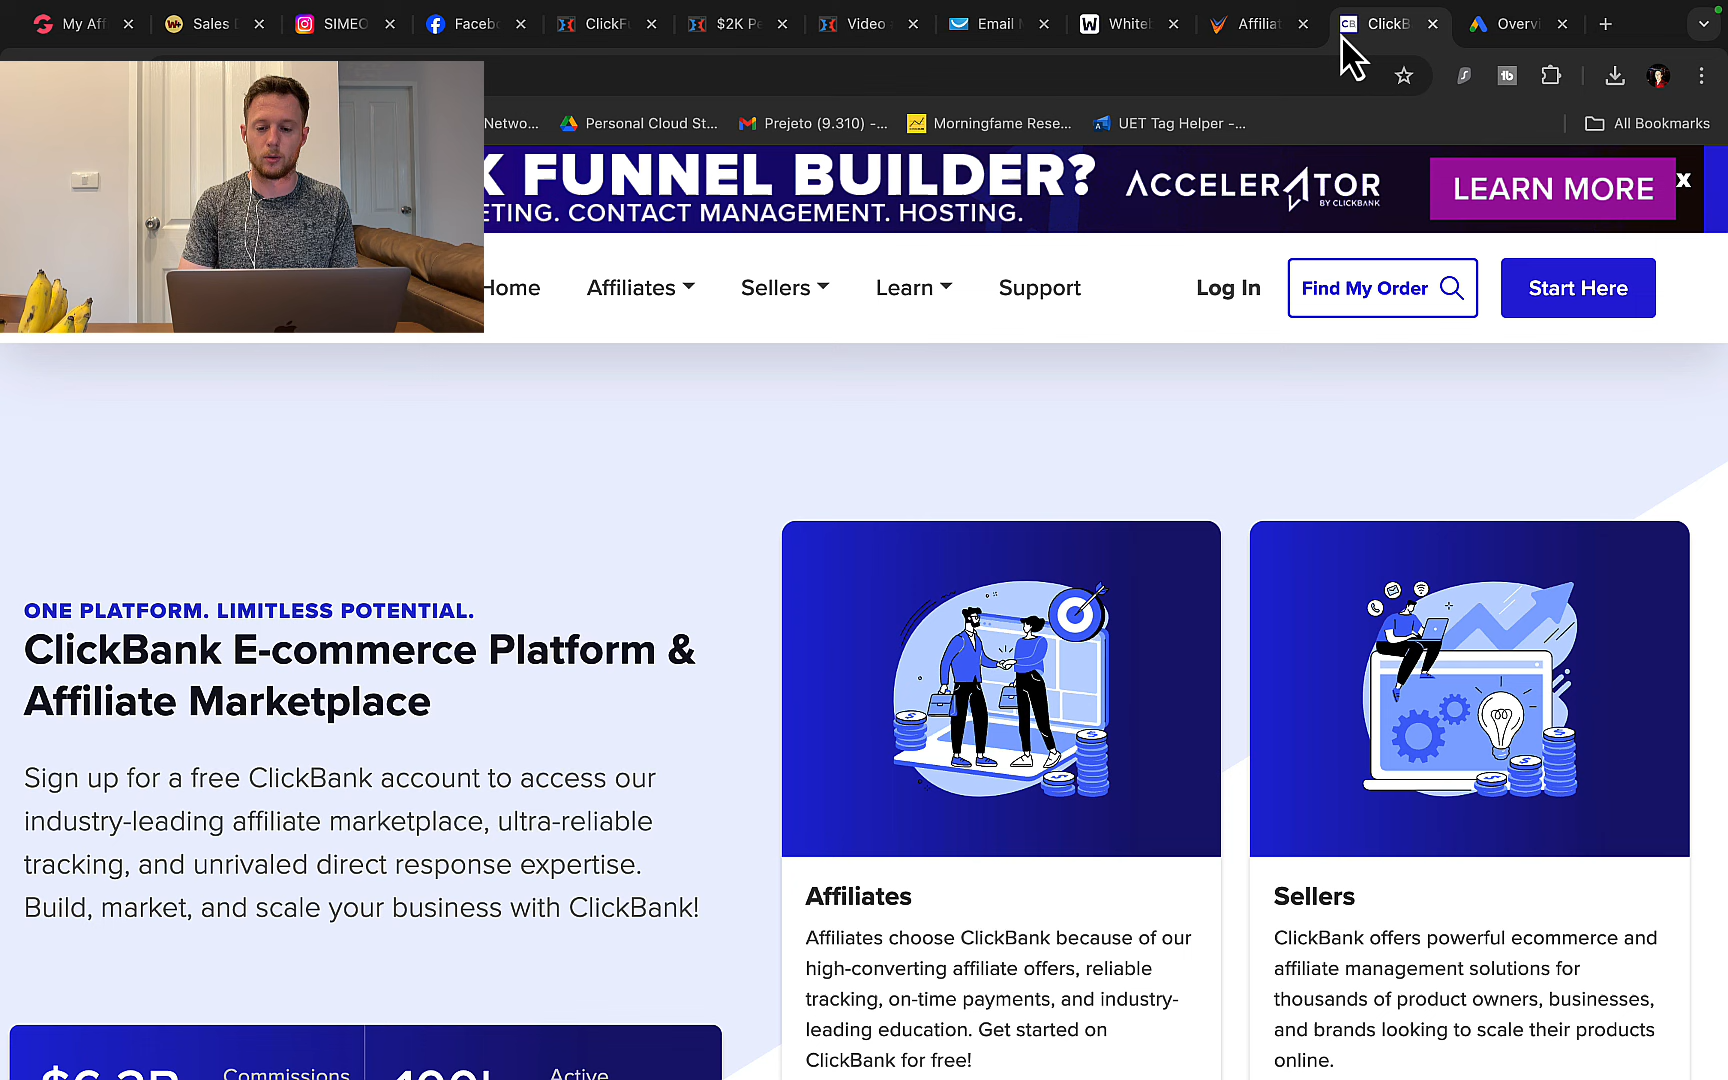 My Aff
Sales
SIMEO
Facebo
ClickFu
$2K Pe
Video
Email
White
Affiliat
ClickB
Overvi
Netwo...
Personal Cloud St...
Prejeto (9.310) -...
Morningfame Rese...
UET Tag Helper -...
All Bookmarks
K FUNNEL BUILDER?
ETING. CONTACT MANAGEMENT. HOSTING.
ACCELERATOR
BY CLICKBANK
LEARN MORE
X
Home
Affiliates
Sellers
Learn
Support
Log In
Find My Order
Start Here
ONE PLATFORM. LIMITLESS POTENTIAL.
ClickBank E-commerce Platform &
Affiliate Marketplace
Sign up for a free ClickBank account to access our
industry-leading affiliate marketplace, ultra-reliable
tracking, and unrivaled direct response expertise.
Build, market, and scale your business with ClickBank!
Commissions
Active
Affiliates
Affiliates choose ClickBank because of our
high-converting affiliate offers, reliable
tracking, on-time payments, and industry-
leading education. Get started on
ClickBank for free!
Sellers
ClickBank offers powerful ecommerce and
affiliate management solutions for
thousands of product owners, businesses,
and brands looking to scale their products
online.